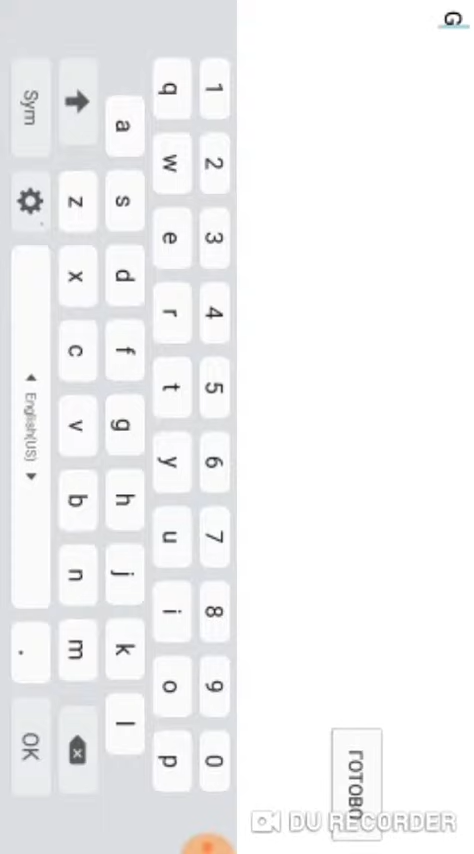 G
ГОТОВО
1 2 3 4 5 6 7 8 9 0
q w e r t y u i o p
a s d f g h j k l
z x c v b n m
Sym ◄ English(US) ► . OK
DU RECORDER